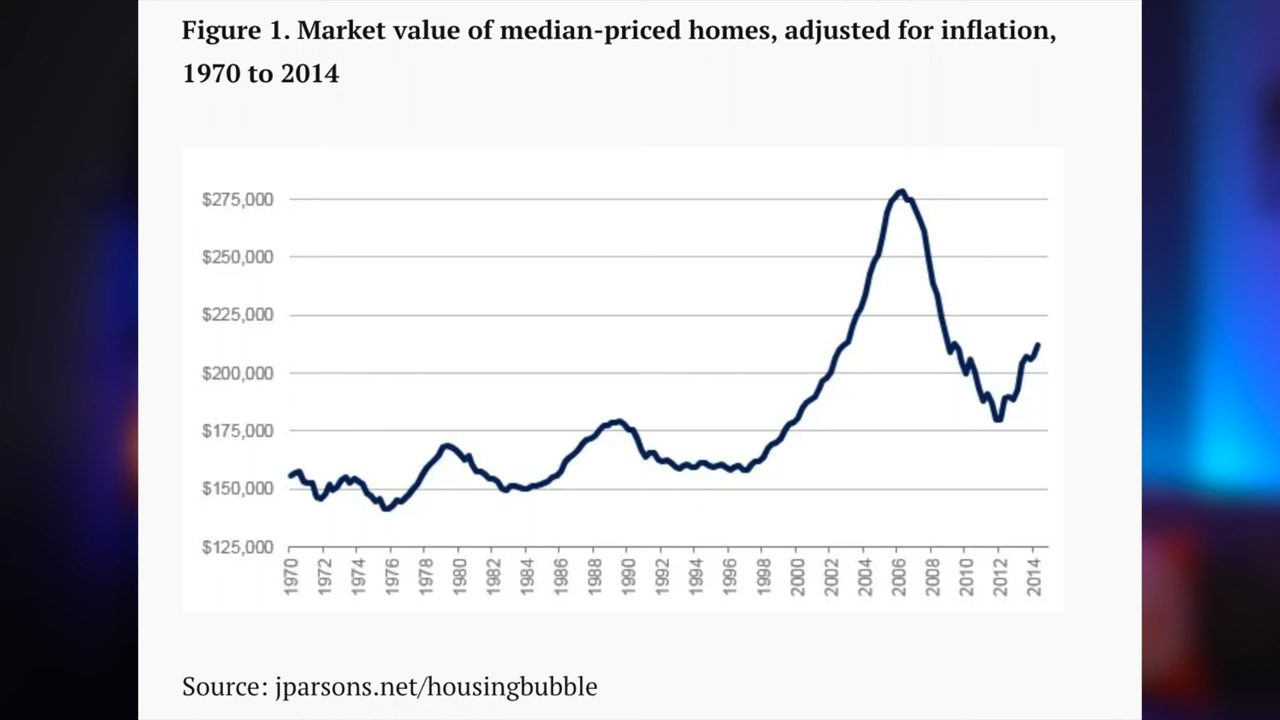 Figure 1. Market value of median-priced homes, adjusted for inflation,
1970 to 2014
$275,000
$250,000
$225,000
$200,000
$175,000
$150,000
$125,000
1970 1972 1974 1976 1978 1980 1982 1984 1986 1988 1990 1992 1994 1996 1998 2000 2002 2004 2006 2008 2010 2012 2014
Source: jparsons.net/housingbubble